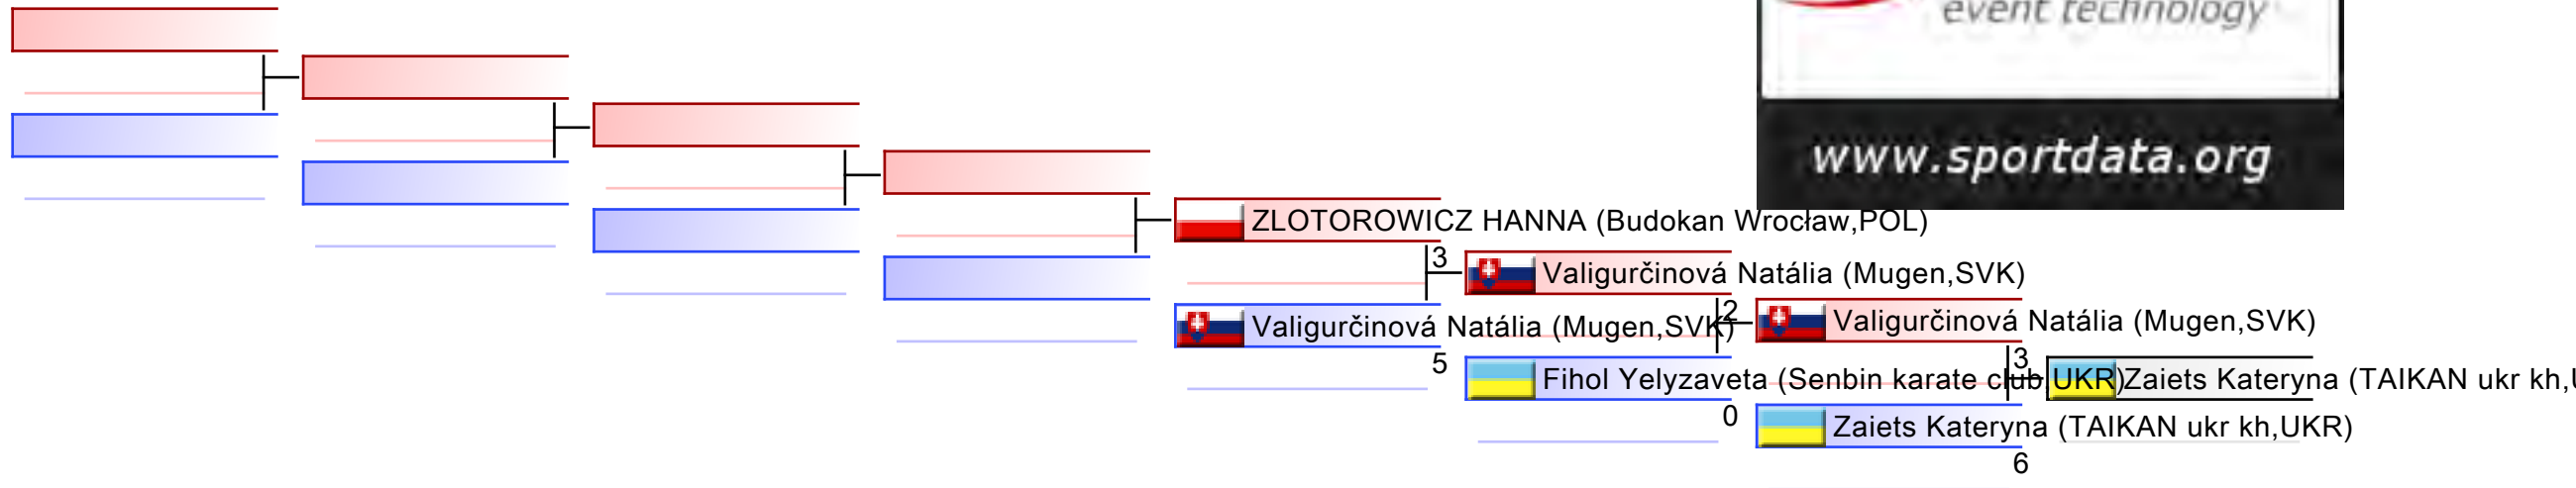 event technology
www.sportdata.org
ZLOTOROWICZ HANNA (Budokan Wrocław,POL)
3
Valigurčinová Natália (Mugen,SVK)
2
Valigurčinová Natália (Mugen,SVK)
Valigurčinová Natália (Mugen,SVK)
3
5
Fihol Yelyzaveta (Senbin karate club,UKR)
Zaiets Kateryna (TAIKAN ukr kh,
0
Zaiets Kateryna (TAIKAN ukr kh,UKR)
6